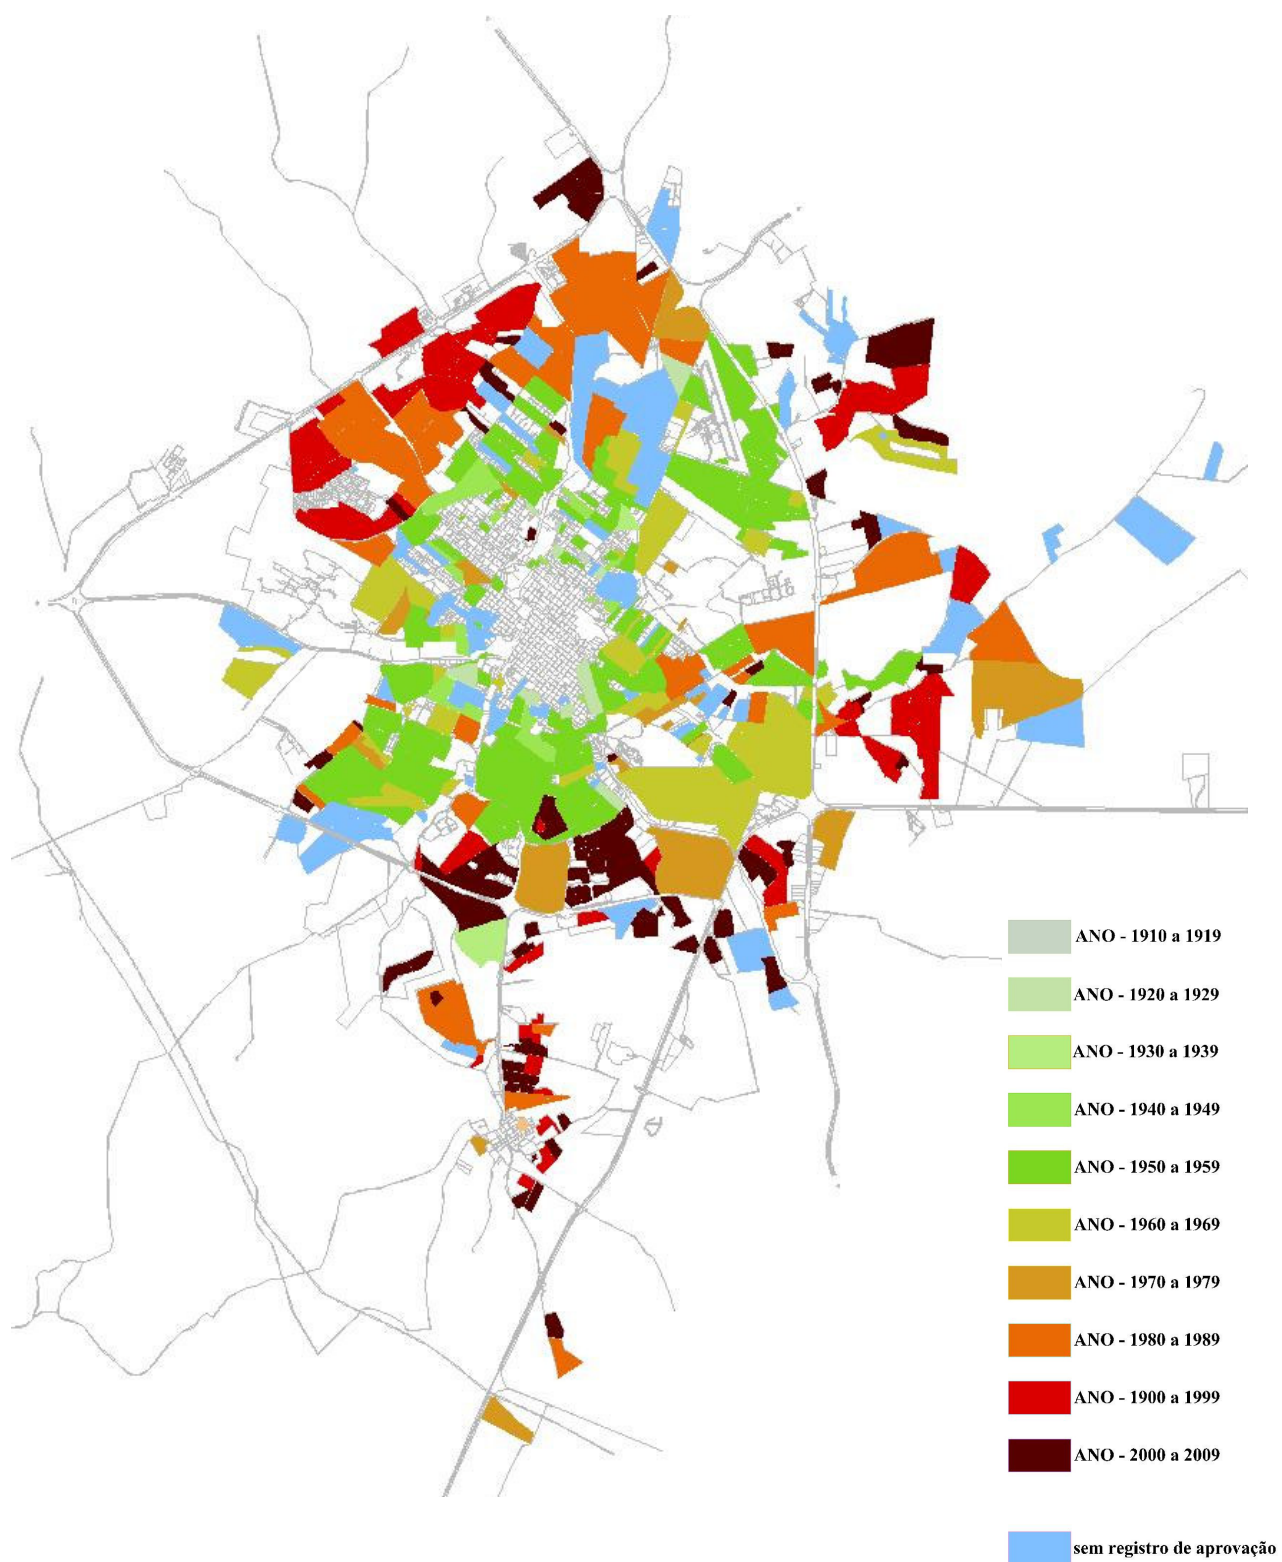 ANO - 1910 a 1919
ANO - 1920 a 1929
ANO - 1930 a 1939
ANO - 1940 a 1949
ANO - 1950 a 1959
ANO - 1960 a 1969
ANO - 1970 a 1979
ANO - 1980 a 1989
ANO - 1900 a 1999
ANO - 2000 a 2009
sem registro de aprovação